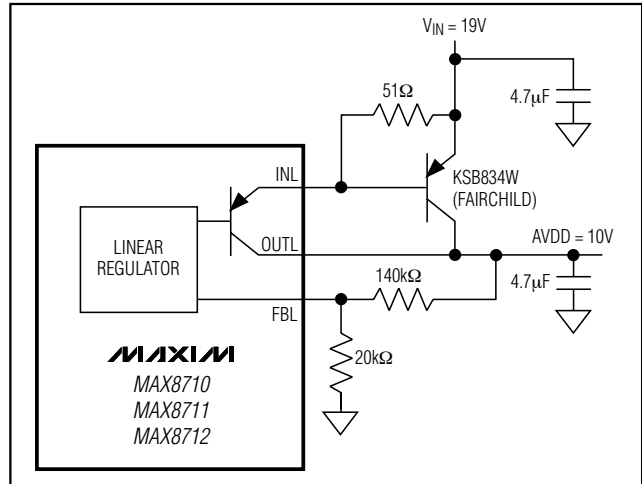 VIN = 19V
51Ω
4.7μF
INL
KSB834W
(FAIRCHILD)
LINEAR
REGULATOR
OUTL
AVDD = 10V
140kΩ
4.7μF
FBL
20kΩ
MAXIM
MAX8710
MAX8711
MAX8712